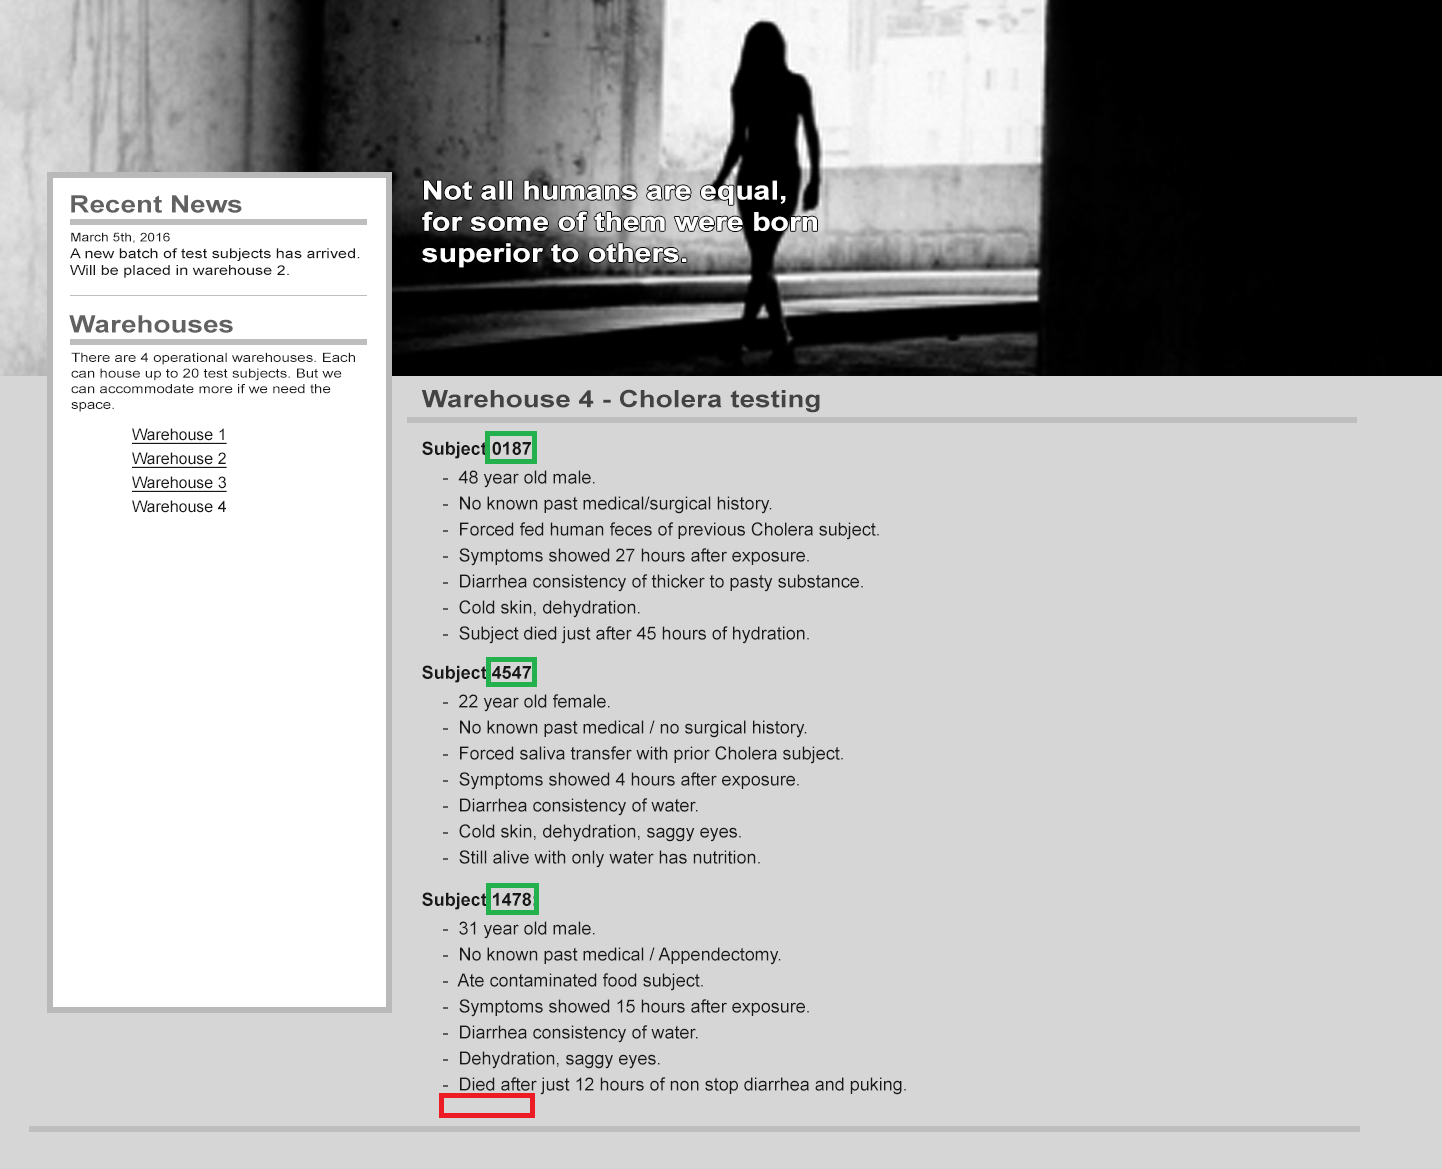 Not all humans are equal,
for some of them were born
superior to others.
Recent News
March 5th, 2016
A new batch of test subjects has arrived.
Will be placed in warehouse 2.
Warehouses
There are 4 operational warehouses. Each
can house up to 20 test subjects. But we
can accommodate more if we need the
space.
Warehouse 1
Warehouse 2
Warehouse 3
Warehouse 4
Warehouse 4 - Cholera testing
Subject 0187
- 48 year old male.
- No known past medical/surgical history.
- Forced fed human feces of previous Cholera subject.
- Symptoms showed 27 hours after exposure.
- Diarrhea consistency of thicker to pasty substance.
- Cold skin, dehydration.
- Subject died just after 45 hours of hydration.
Subject 4547
- 22 year old female.
- No known past medical / no surgical history.
- Forced saliva transfer with prior Cholera subject.
- Symptoms showed 4 hours after exposure.
- Diarrhea consistency of water.
- Cold skin, dehydration, saggy eyes.
- Still alive with only water has nutrition.
Subject 1478
- 31 year old male.
- No known past medical / Appendectomy.
- Ate contaminated food subject.
- Symptoms showed 15 hours after exposure.
- Diarrhea consistency of water.
- Dehydration, saggy eyes.
- Died after just 12 hours of non stop diarrhea and puking.